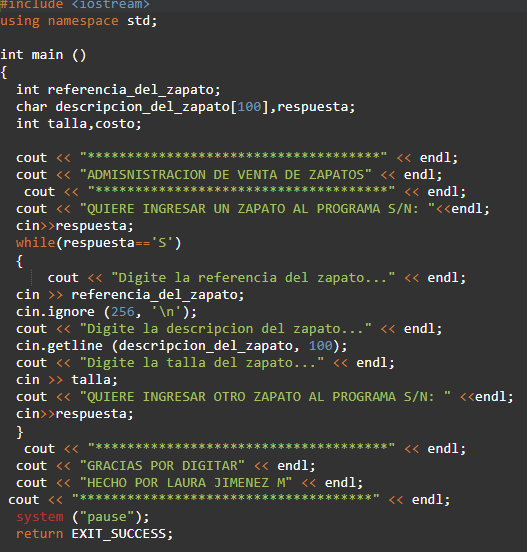 #include <iostream>
using namespace std;
int main ()
{
int referencia_del_zapato;
char descripcion_del_zapato[100],respuesta;
int talla,costo;
cout << "*************************************" << endl;
cout << "ADMISNISTRACION DE VENTA DE ZAPATOS" << endl;
cout << "*************************************" << endl;
cout << "QUIERE INGRESAR UN ZAPATO AL PROGRAMA S/N: "<<endl;
cin>>respuesta;
while(respuesta=='S')
{
cout << "Digite la referencia del zapato..." << endl;
cin >> referencia_del_zapato;
cin.ignore (256, '\n');
cout << "Digite la descripcion del zapato..." << endl;
cin.getline (descripcion_del_zapato, 100);
cout << "Digite la talla del zapato..." << endl;
cin >> talla;
cout << "QUIERE INGRESAR OTRO ZAPATO AL PROGRAMA S/N: " <<endl;
cin>>respuesta;
}
cout << "*************************************" << endl;
cout << "GRACIAS POR DIGITAR" << endl;
cout << "HECHO POR LAURA JIMENEZ M" << endl;
cout << "*************************************" << endl;
system ("pause");
return EXIT_SUCCESS;